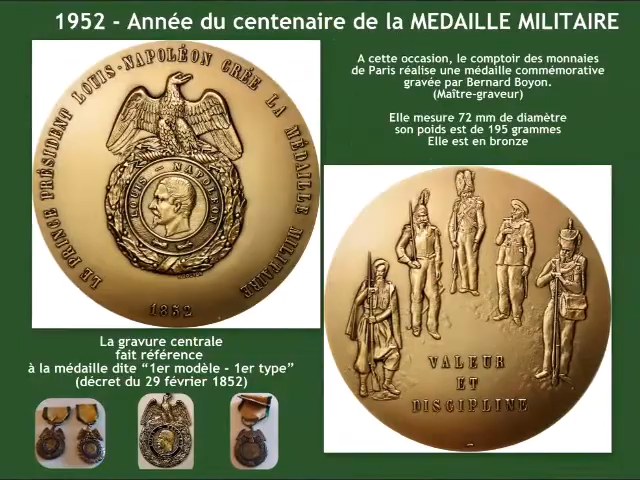 1952 - Année du centenaire de la MEDAILLE MILITAIRE
A cette occasion, le comptoir des monnaies
de Paris réalise une médaille commémorative
gravée par Bernard Boyon.
(Maître-graveur)
Elle mesure 72 mm de diamètre
son poids est de 195 grammes
Elle est en bronze
LE PRINCE PRÉSIDENT LOUIS-NAPOLÉON CRÉE LA MÉDAILLE MILITAIRE
LOUIS-NAPOLEON
1852
VALEUR
ET
DISCIPLINE
La gravure centrale
fait référence
à la médaille dite “1er modèle - 1er type”
(décret du 29 février 1852)